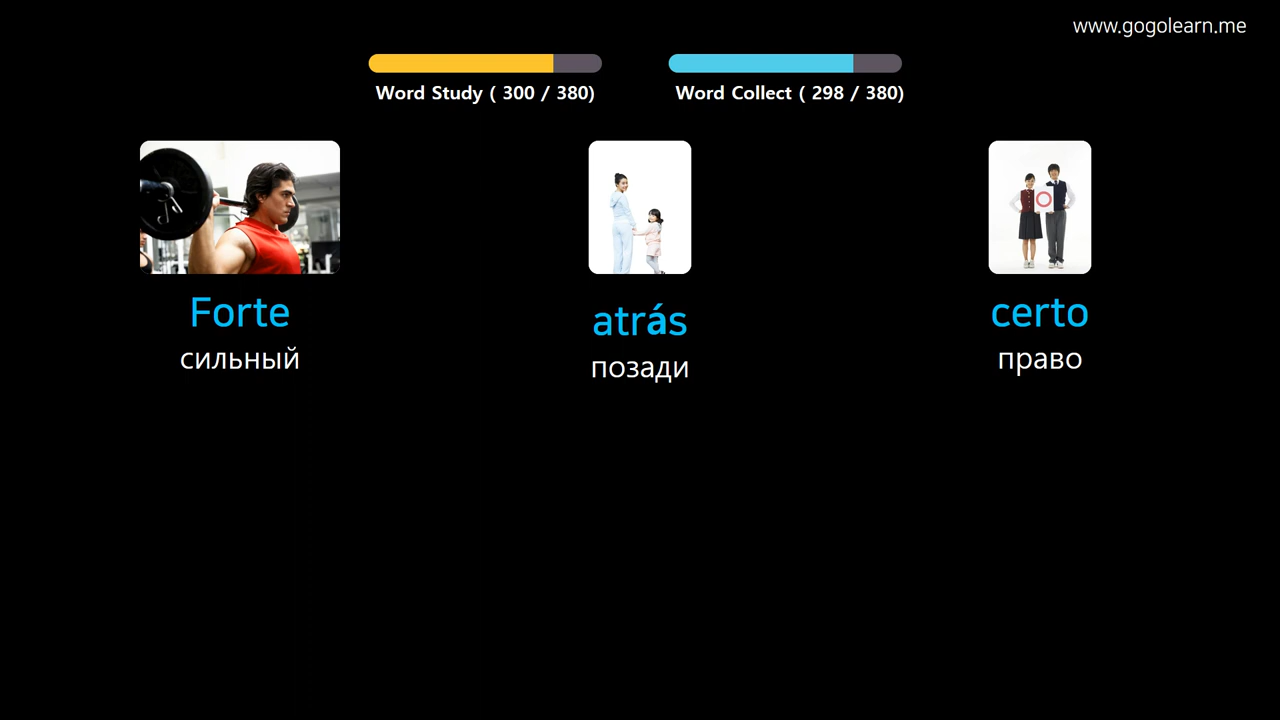 www.gogolearn.me
Word Study ( 300 / 380)
Word Collect ( 298 / 380)
Forte
сильный
atrás
позади
certo
право